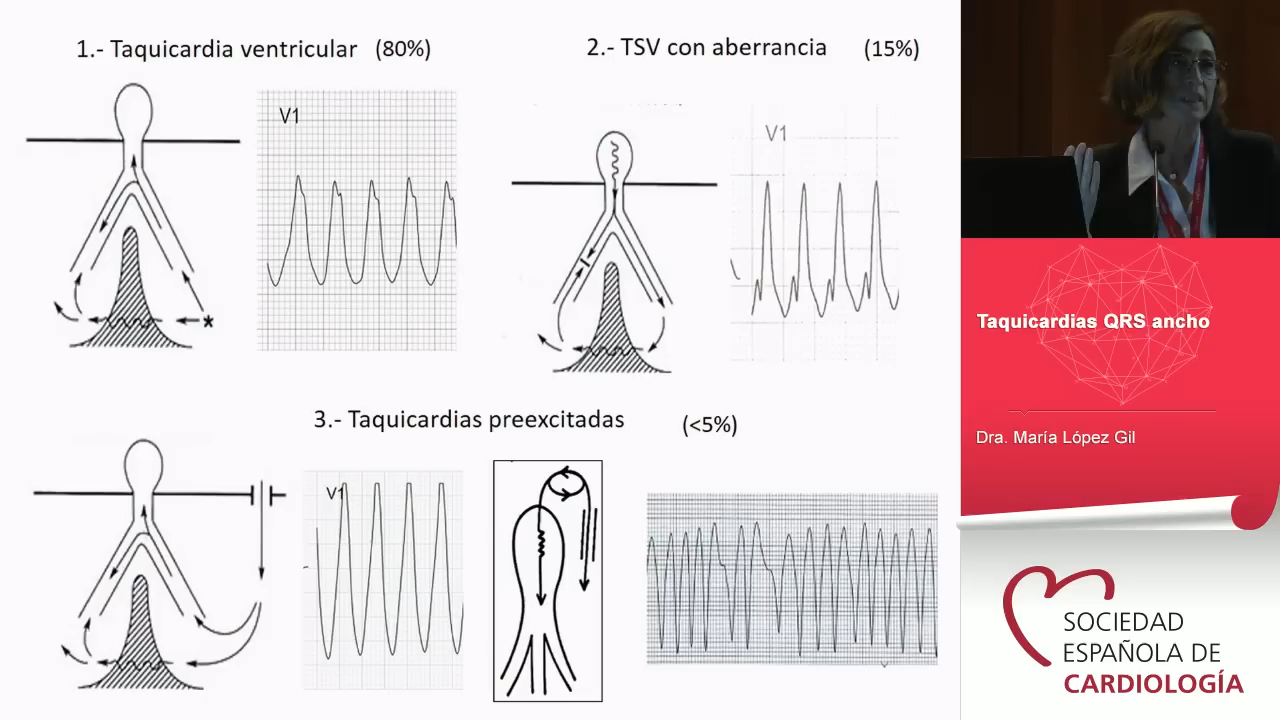 1.- Taquicardia ventricular (80%)
2.- TSV con aberrancia (15%)
V1
V1
*
3.- Taquicardias preexcitadas (<5%)
V1
Taquicardias QRS ancho
Dra. María López Gil
SOCIEDAD
ESPAÑOLA DE
CARDIOLOGÍA